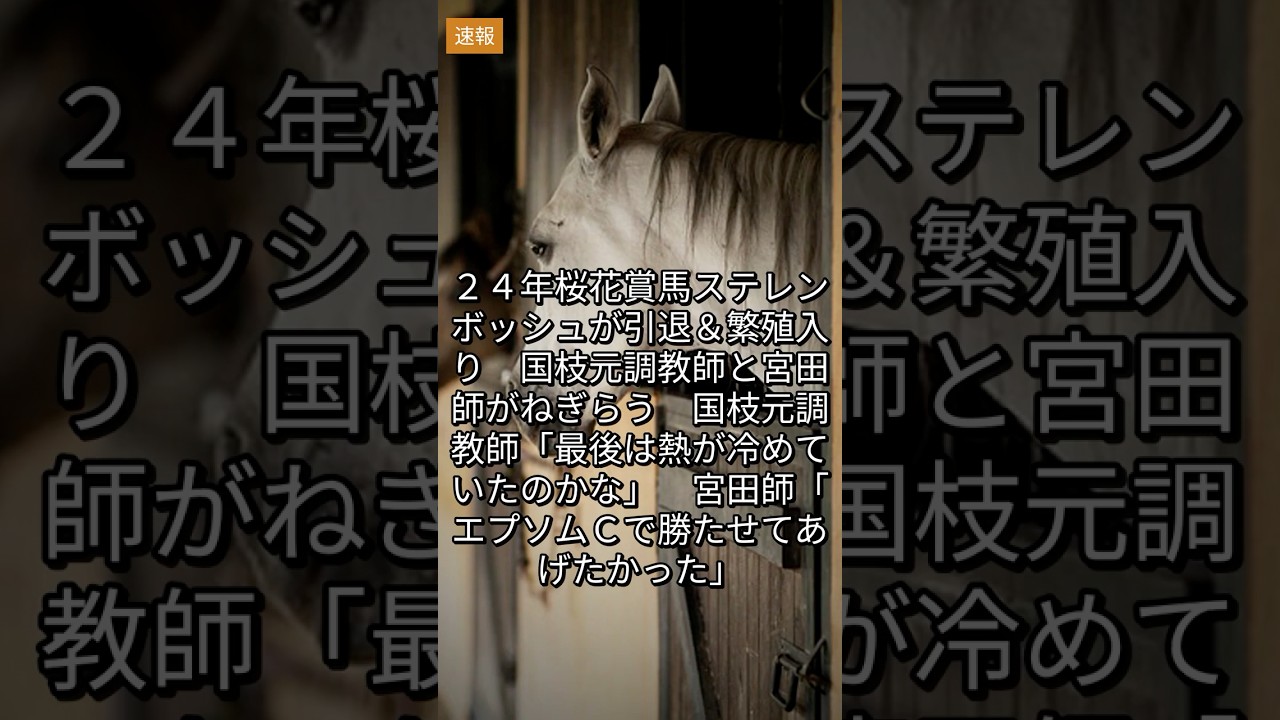 速報
２４年桜花賞馬ステレン
ボッシュが引退＆繁殖入
り　国枝元調教師と宮田
師がねぎらう　国枝元調
教師「最後は熱が冷めて
いたのかな」　宮田師「
エプソムＣで勝たせてあ
げたかった」